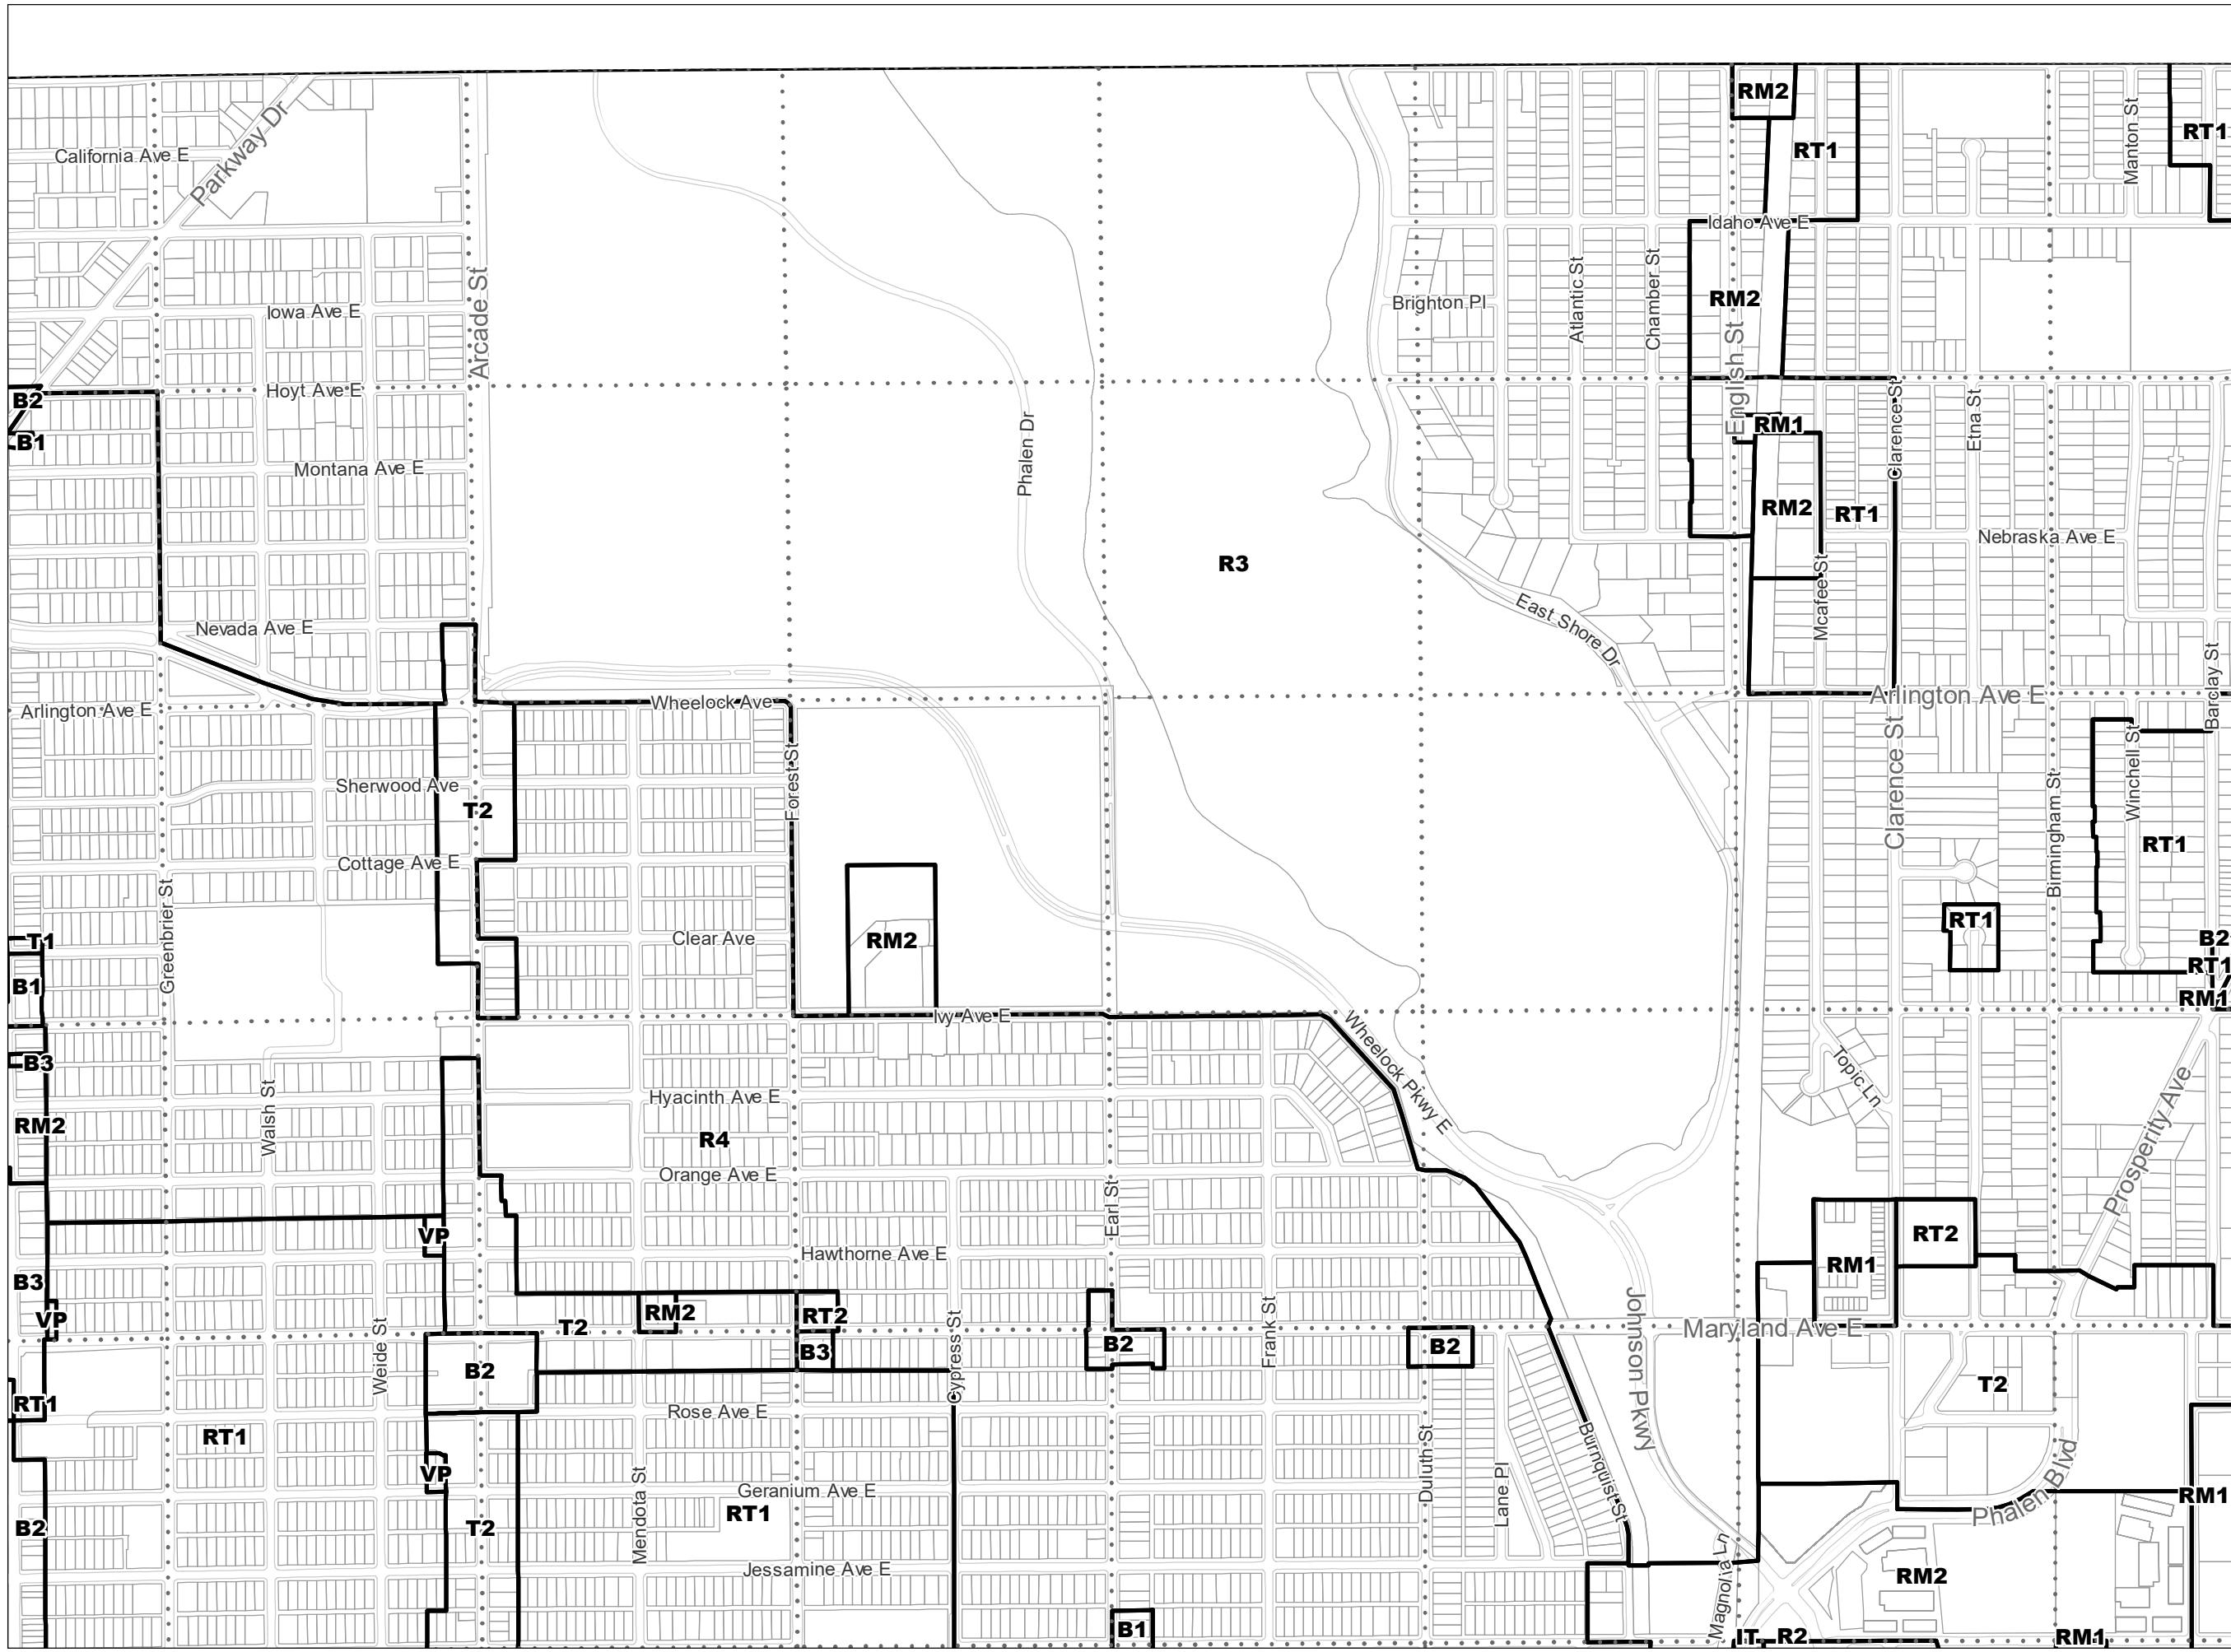 RM2
Manton St
RT1
Parkway Dr
California Ave E
RT1
Idaho Ave E
Arcade St
Iowa Ave E
Brighton Pl
Atlantic St
Chamber St
RM2
English St
Hoyt Ave E
B2
B1
Montana Ave E
Phalen Dr
RM1
Clarence St
Etna St
RM2
RT1
Nebraska Ave E
R3
Mcafee St
East Shore Dr
Nevada Ave E
Barclay St
Arlington Ave E
Wheelock Ave
Arlington Ave E
Forest St
Sherwood Ave
T2
Clarence St
Birmingham St
Winchell St
RT1
Cottage Ave E
Greenbrier St
RT1
T1
Clear Ave
RM2
B2
RT1
B1
RM1
Ivy Ave E
Wheelock Pkwy E
B3
Topic Ln
Prosperity Ave
Walsh St
Hyacinth Ave E
RM2
R4
Orange Ave E
Earl St
VP
Hawthorne Ave E
RT2
RM1
B3
VP
RM2
RT2
T2
Maryland Ave E
Johnson Pkwy
Weide St
B2
B3
Cypress St
Frank St
B2
B2
T2
RT1
Rose Ave E
RT1
VP
Mendota St
Geranium Ave E
RT1
Duluth St
Lane Pl
Burnquist St
Phalen Blvd
RM1
B2
T2
Jessamine Ave E
Magnolia Ln
RM2
B1
IT
R2
RM1